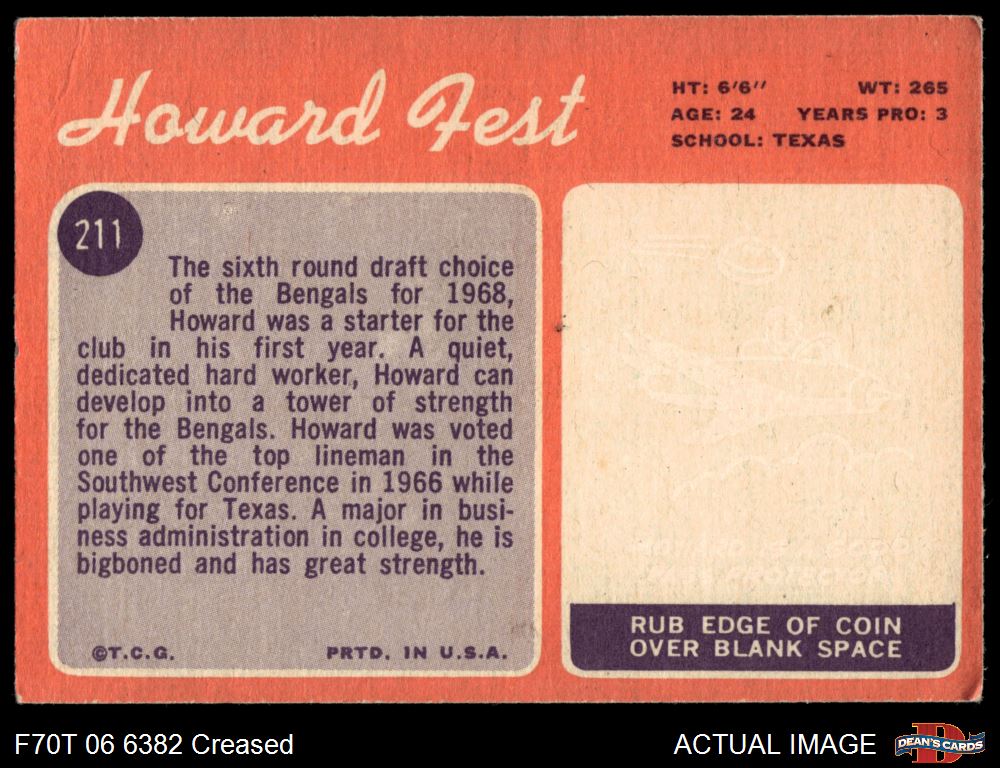 Howard Fest
HT: 6'6" WT: 265
AGE: 24 YEARS PRO: 3
SCHOOL: TEXAS
211
The sixth round draft choice
of the Bengals for 1968,
Howard was a starter for the
club in his first year. A quiet,
dedicated hard worker, Howard can
develop into a tower of strength
for the Bengals. Howard was voted
one of the top lineman in the
Southwest Conference in 1966 while
playing for Texas. A major in busi-
ness administration in college, he is
bigboned and has great strength.
©T.C.G. PRTD. IN U.S.A.
RUB EDGE OF COIN
OVER BLANK SPACE
F70T 06 6382 Creased
ACTUAL IMAGE
D
DEAN'S CARDS